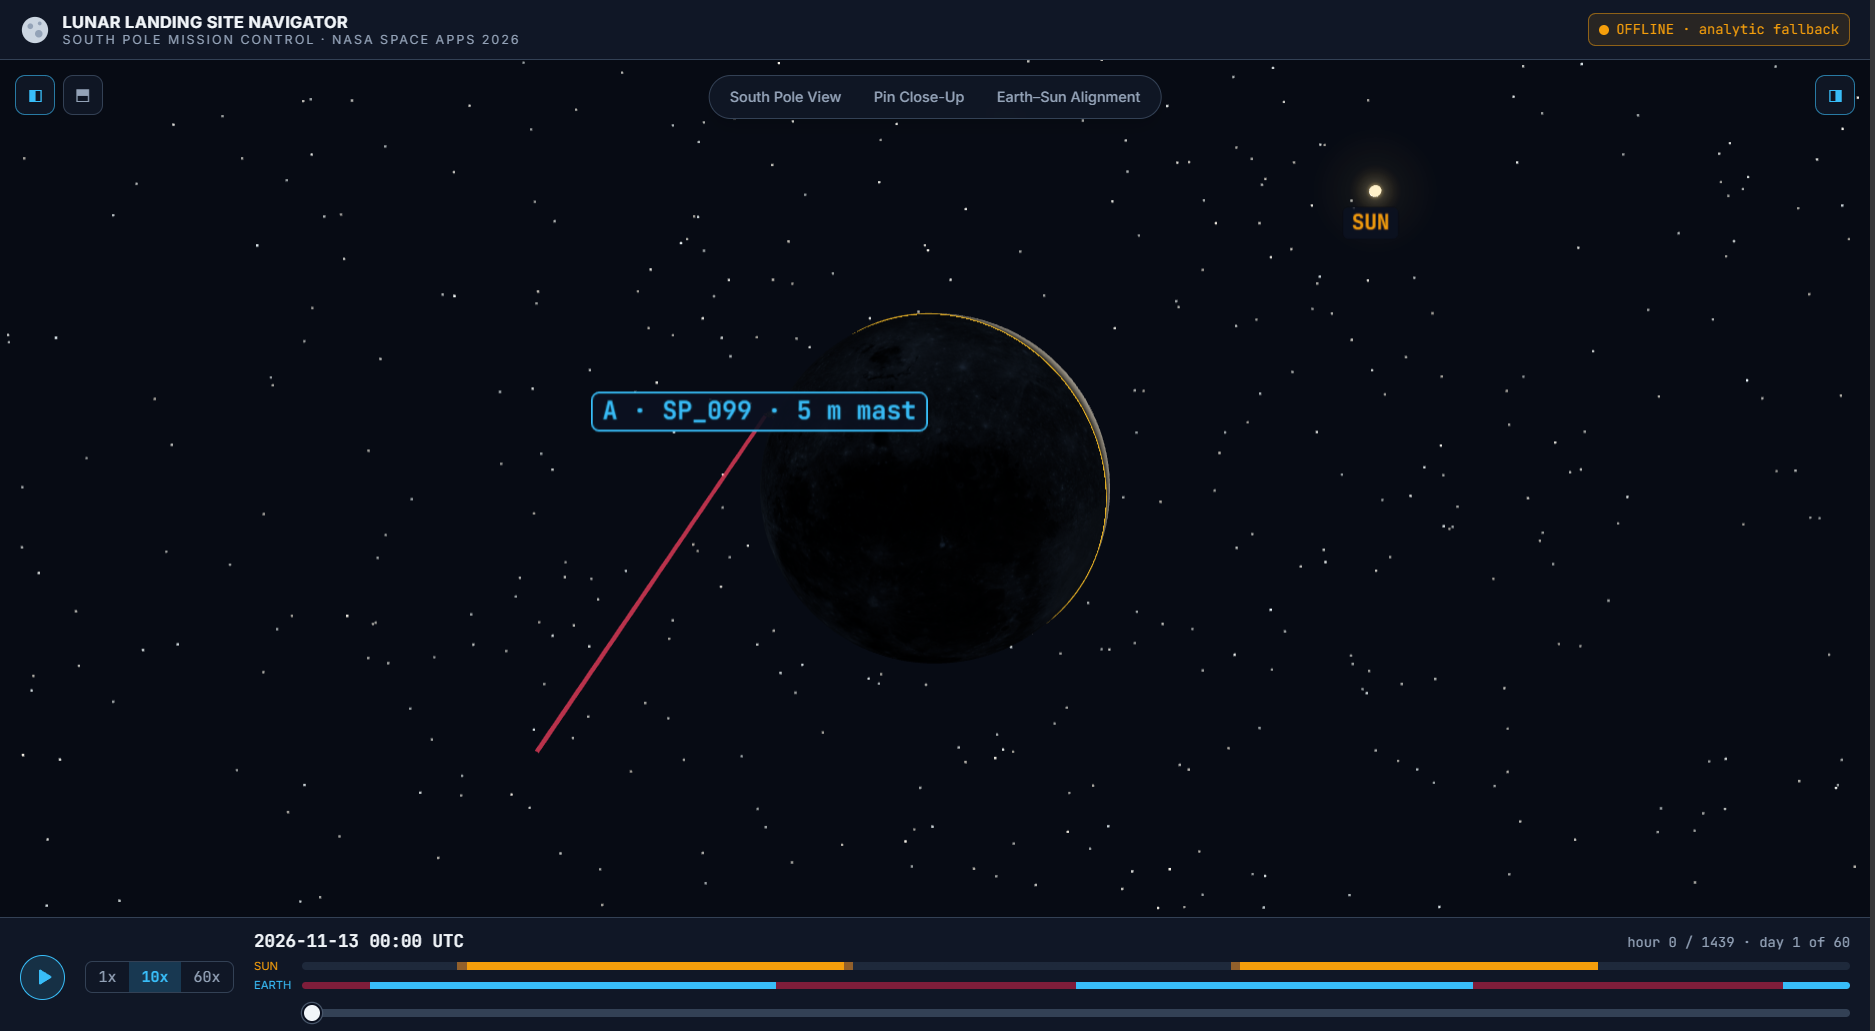 LUNAR LANDING SITE NAVIGATOR
SOUTH POLE MISSION CONTROL · NASA SPACE APPS 2026
OFFLINE · analytic fallback
South Pole View
Pin Close-Up
Earth–Sun Alignment
SUN
A · SP_099 · 5 m mast
2026-11-13 00:00 UTC
hour 0 / 1439 · day 1 of 60
1x
10x
60x
SUN
EARTH